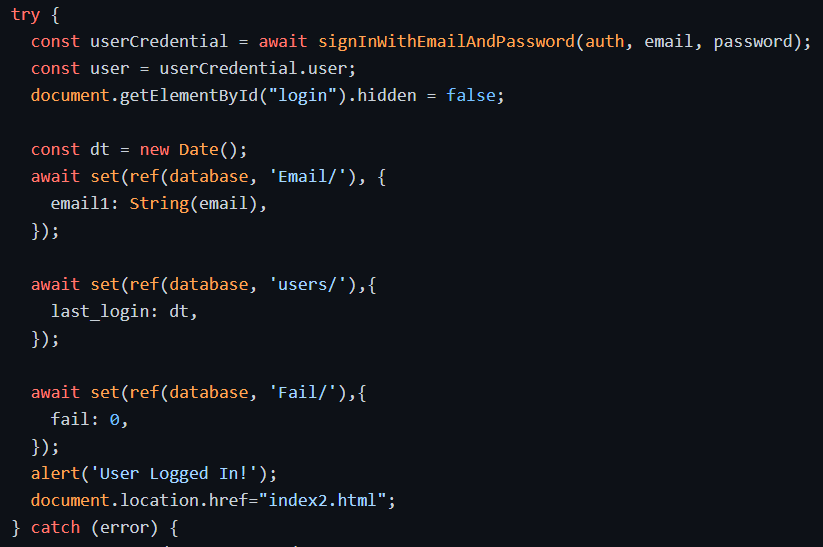 try {
  const userCredential = await signInWithEmailAndPassword(auth, email, password);
  const user = userCredential.user;
  document.getElementById("login").hidden = false;

  const dt = new Date();
  await set(ref(database, 'Email/'), {
    email1: String(email),
  });

  await set(ref(database, 'users/'),{
    last_login: dt,
  });

  await set(ref(database, 'Fail/'),{
    fail: 0,
  });
  alert('User Logged In!');
  document.location.href="index2.html";
} catch (error) {